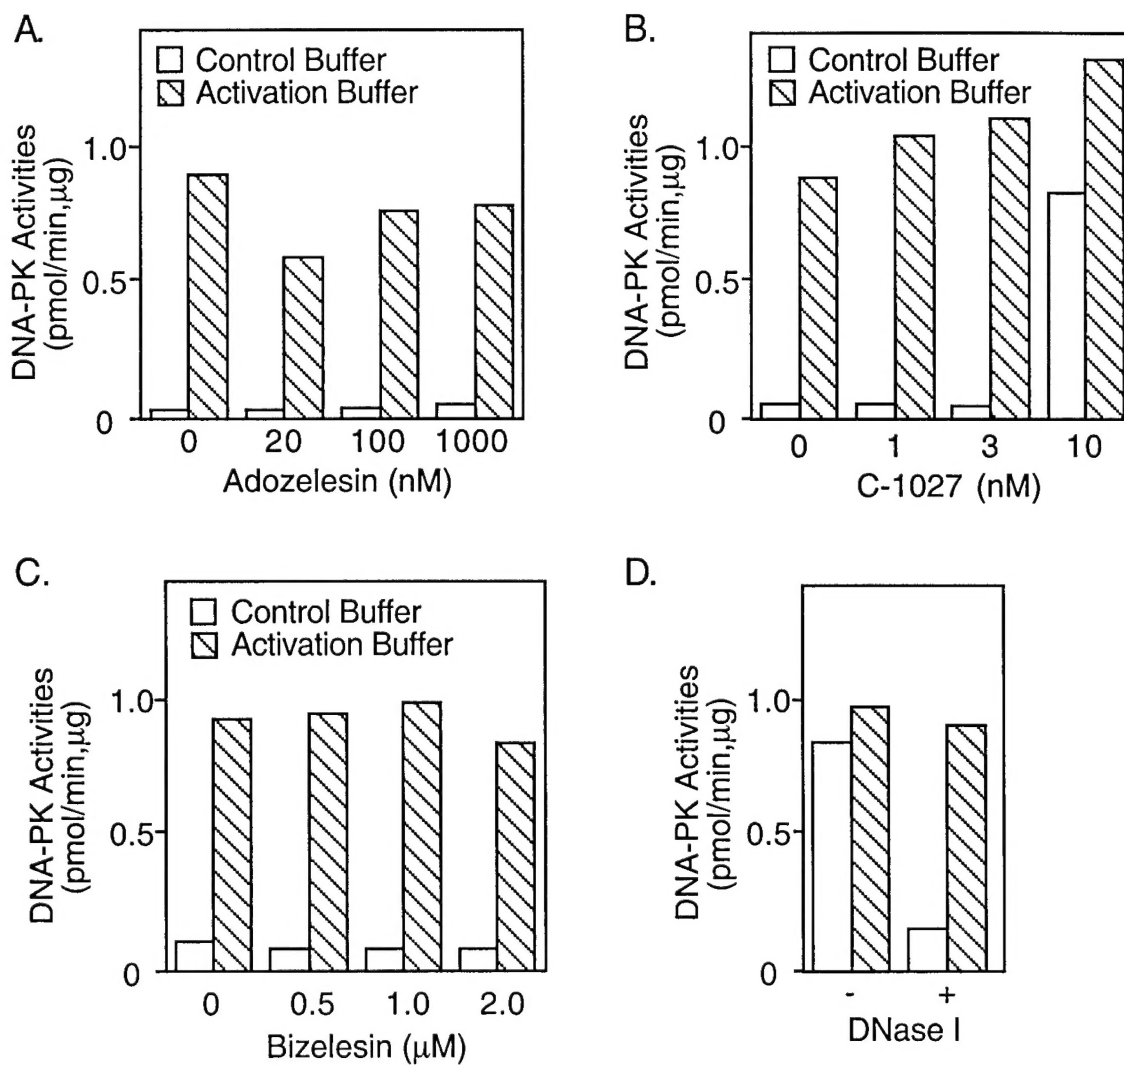 A.
Control Buffer
Activation Buffer
DNA-PK Activities
(pmol/min,μg)
1.0
0.5
0
0 20 100 1000
Adozelesin (nM)
B.
Control Buffer
Activation Buffer
DNA-PK Activities
(pmol/min,μg)
1.0
0.5
0
0 1 3 10
C-1027 (nM)
C.
Control Buffer
Activation Buffer
DNA-PK Activities
(pmol/min,μg)
1.0
0.5
0
0 0.5 1.0 2.0
Bizelesin (μM)
D.
DNA-PK Activities
(pmol/min,μg)
1.0
0.5
0
- +
DNase I